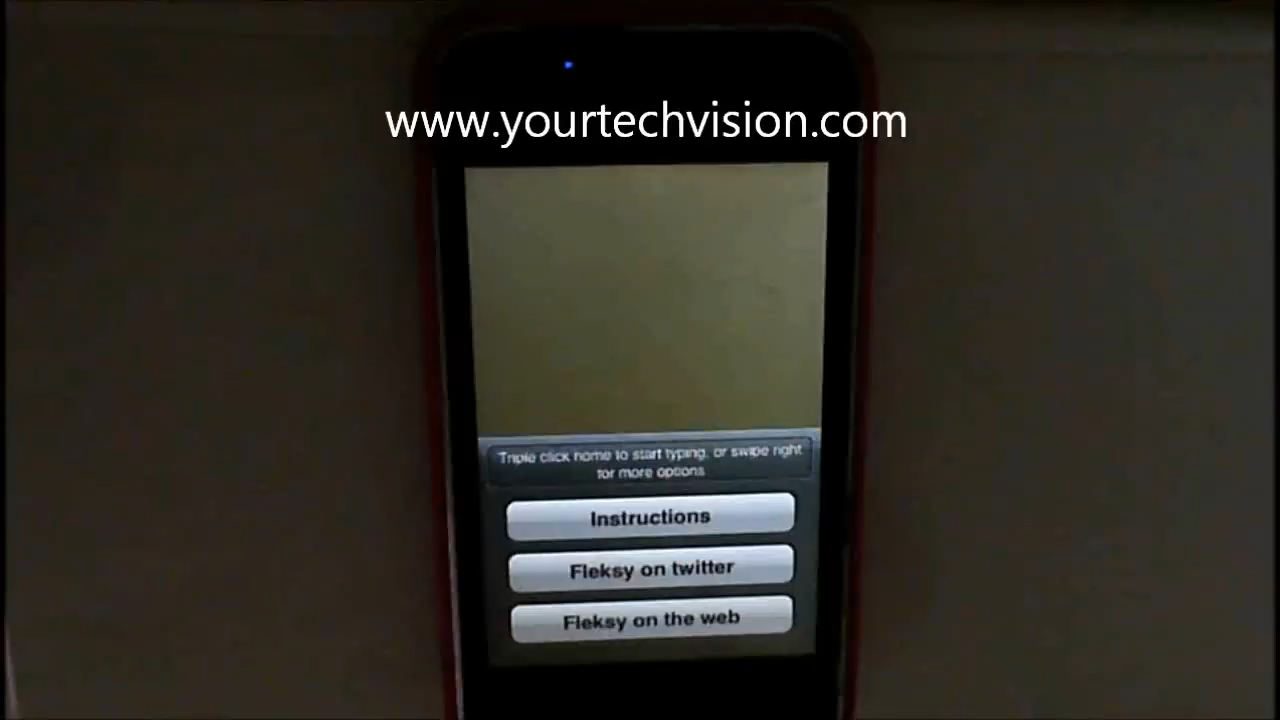 www.yourtechvision.com
Triple click home to start typing, or swipe right
for more options
Instructions
Fleksy on twitter
Fleksy on the web